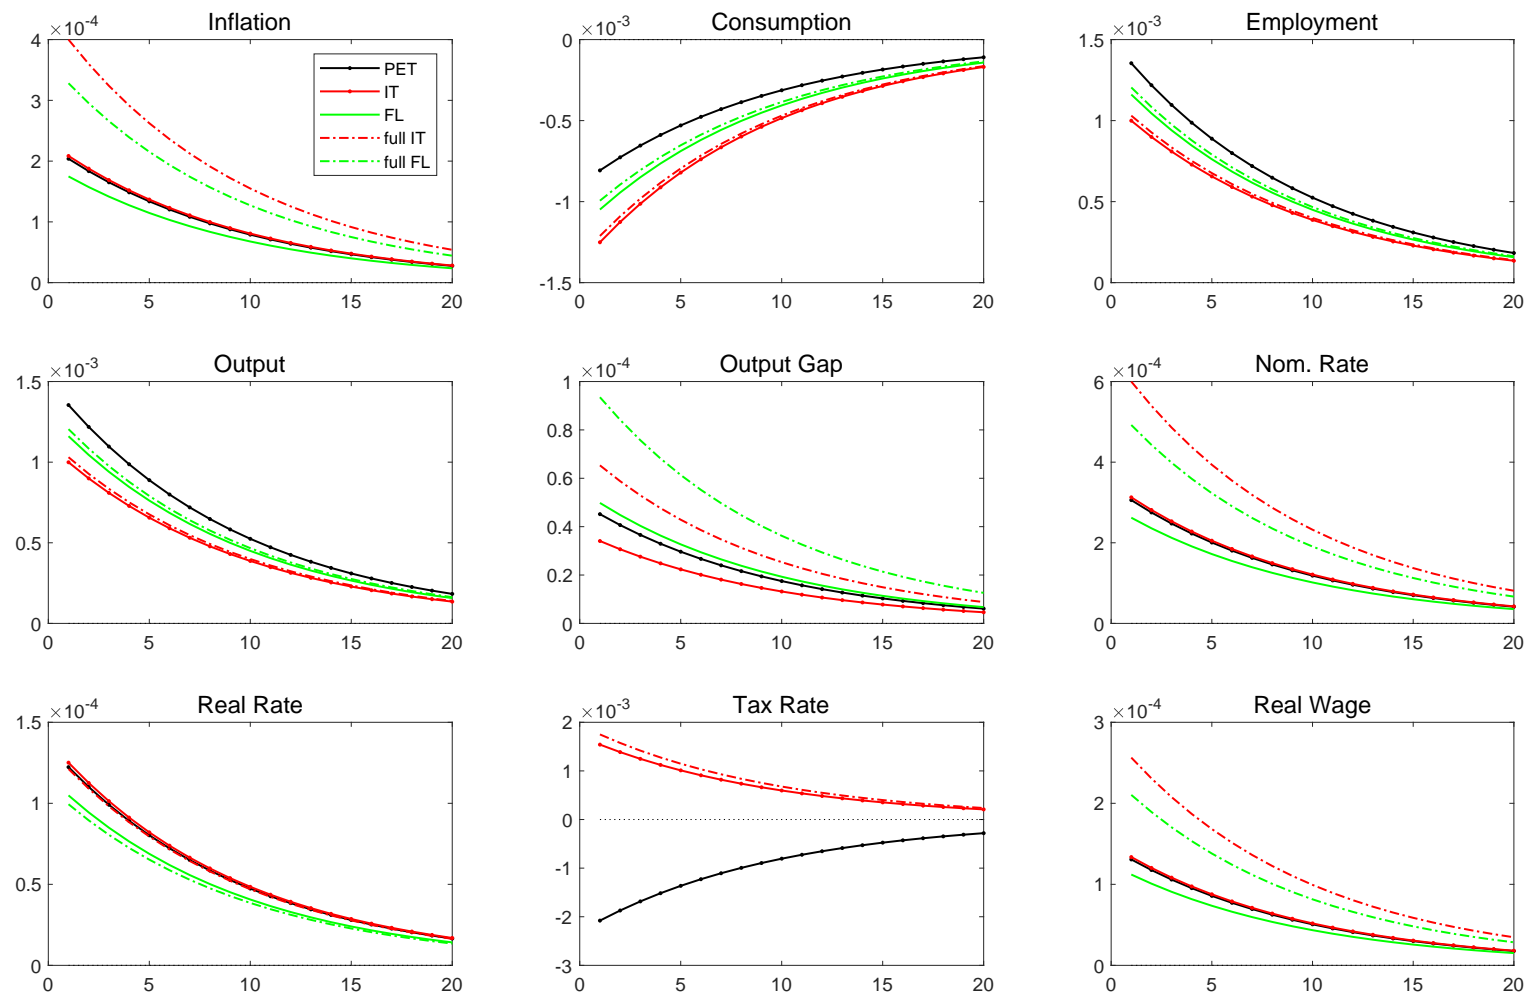 Inflation
×10-4
4
3
2
1
0
0 5 10 15 20
PET
IT
FL
full IT
full FL
Consumption
×10-3
0
-0.5
-1
-1.5
0 5 10 15 20
Employment
×10-3
1.5
1
0.5
0
0 5 10 15 20
Output
×10-3
1.5
1
0.5
0
0 5 10 15 20
Output Gap
×10-4
1
0.8
0.6
0.4
0.2
0
0 5 10 15 20
Nom. Rate
×10-4
6
4
2
0
0 5 10 15 20
Real Rate
×10-4
1.5
1
0.5
0
0 5 10 15 20
Tax Rate
×10-3
2
1
0
-1
-2
-3
0 5 10 15 20
Real Wage
×10-4
3
2
1
0
0 5 10 15 20